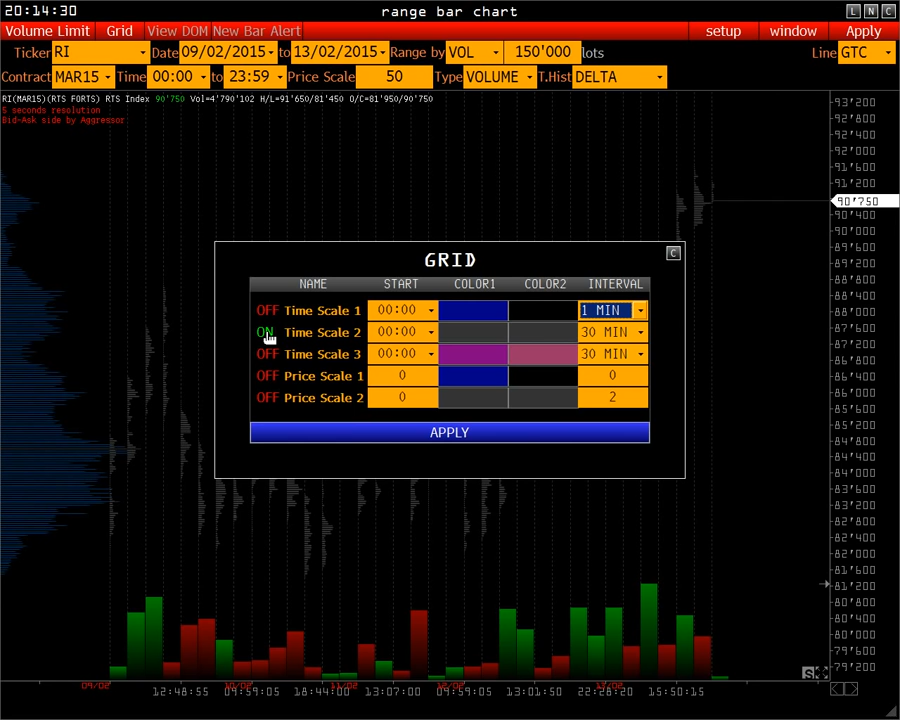 20:14:30 range bar chart L N C
Volume Limit Grid View DOM New Bar Alert setup window Apply
Ticker RI Date 09/02/2015 to 13/02/2015 Range by VOL 150'000 lots Line GTC
Contract MAR15 Time 00:00 to 23:59 Price Scale 50 Type VOLUME T.Hist DELTA
RI(MAR15)(RTS FORTS) RTS Index 90'750 Vol=4'790'102 H/L=91'650/81'450 O/C=81'950/90'750
5 seconds resolution
Bid-Ask side by Aggressor
93'200
92'800
92'400
92'000
91'600
91'200
90'750
90'400
90'000
89'600
89'200
88'800
88'400
88'000
87'600
87'200
86'800
86'400
86'000
85'600
85'200
84'800
84'400
84'000
83'600
83'200
82'800
82'400
82'000
81'600
81'200
80'800
80'400
80'000
79'600
79'200
GRID C
NAME START COLOR1 COLOR2 INTERVAL
OFF Time Scale 1 00:00 1 MIN
ON Time Scale 2 00:00 30 MIN
OFF Time Scale 3 00:00 30 MIN
OFF Price Scale 1 0 0
OFF Price Scale 2 0 2
APPLY
S
09/02 10/02 11/02 12/02
12:48:55 09:59:05 18:44:00 13:07:00 09:59:05 13:01:50 22:28:20 15:50:15